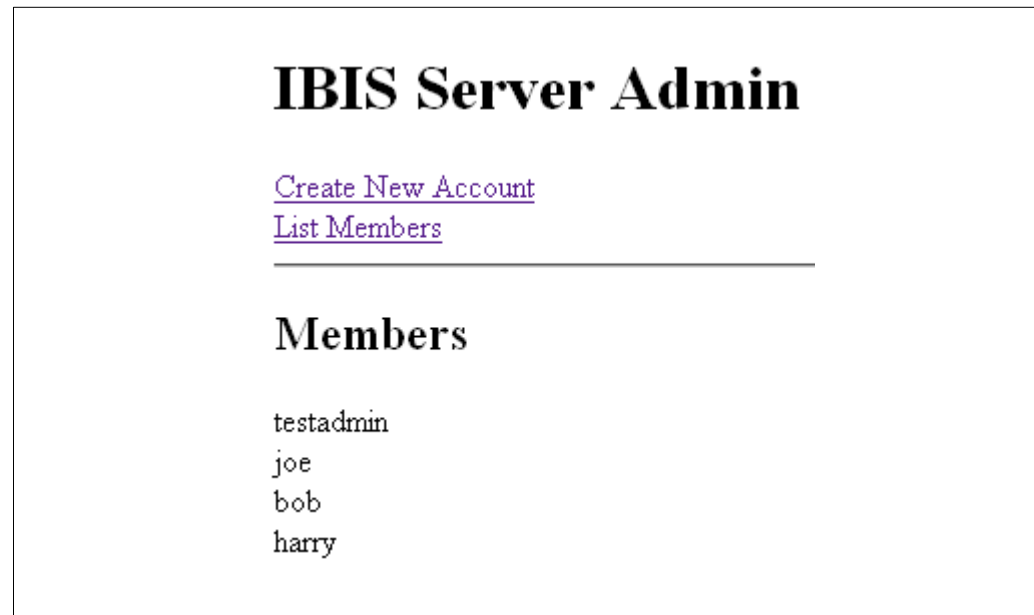 IBIS Server Admin
Create New Account
List Members
Members
testadmin
joe
bob
harry